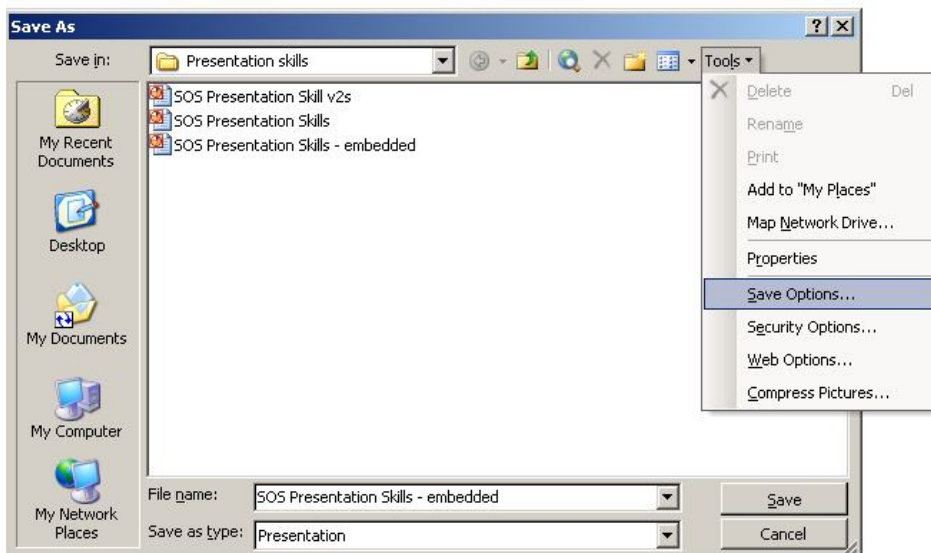 Save As
Save in:
Presentation skills
Tools
SOS Presentation Skill v2s
SOS Presentation Skills
SOS Presentation Skills - embedded
My Recent
Documents
Desktop
My Documents
My Computer
My Network
Places
Delete Del
Rename
Print
Add to "My Places"
Map Network Drive...
Properties
Save Options...
Security Options...
Web Options...
Compress Pictures...
File name:
SOS Presentation Skills - embedded
Save
Save as type:
Presentation
Cancel